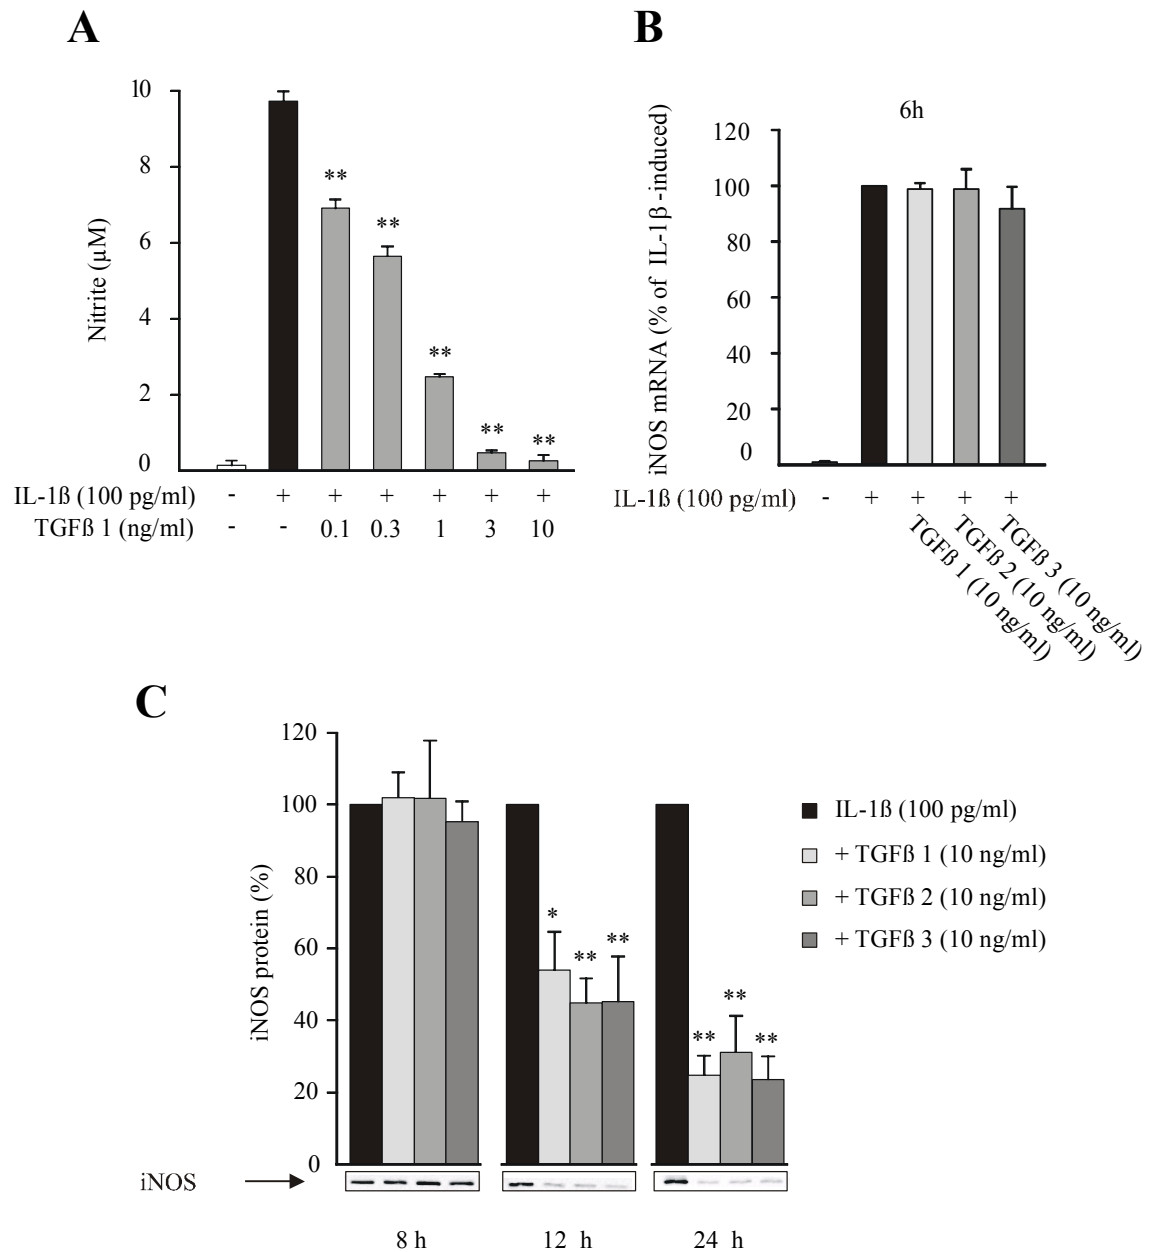 A
Nitrite (µM)
10
8
6
4
2
0
**
**
**
**
**
IL-1ß (100 pg/ml) - + + + + + +
TGFß 1 (ng/ml) - - 0.1 0.3 1 3 10
B
6h
iNOS mRNA (% of IL-1β -induced)
120
100
80
60
40
20
0
IL-1ß (100 pg/ml) - + + + +
TGFß 1 (10 ng/ml)
TGFß 2 (10 ng/ml)
TGFß 3 (10 ng/ml)
C
iNOS protein (%)
120
100
80
60
40
20
0
*
**
**
**
**
**
IL-1ß (100 pg/ml)
+ TGFß 1 (10 ng/ml)
+ TGFß 2 (10 ng/ml)
+ TGFß 3 (10 ng/ml)
iNOS
8 h 12 h 24 h